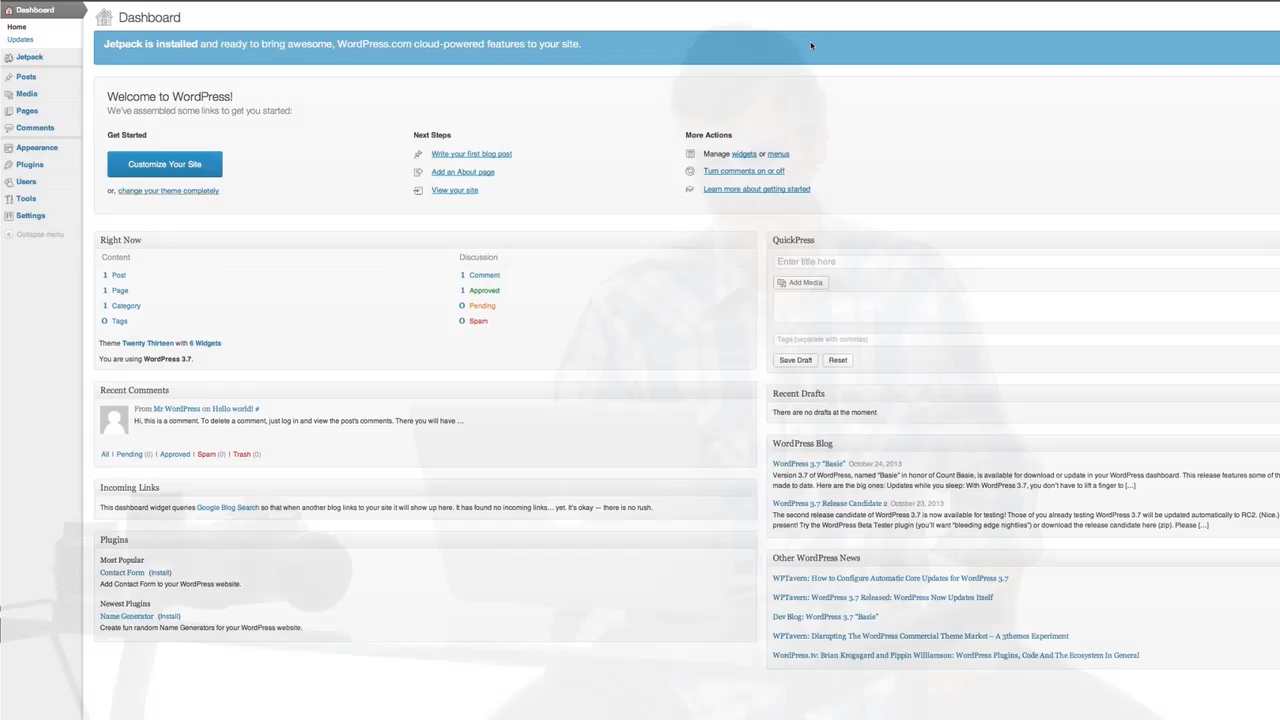 Dashboard
Home
Updates
Jetpack
Posts
Media
Pages
Comments
Appearance
Plugins
Users
Tools
Settings
Collapse menu
Dashboard
Jetpack is installed and ready to bring awesome, WordPress.com cloud-powered features to your site.
Welcome to WordPress!
We've assembled some links to get you started:
Get Started
Customize Your Site
or, change your theme completely
Next Steps
Write your first blog post
Add an About page
View your site
More Actions
Manage widgets or menus
Turn comments on or off
Learn more about getting started
Right Now
Content
1 Post
1 Page
1 Category
0 Tags
Discussion
1 Comment
1 Approved
0 Pending
0 Spam
Theme Twenty Thirteen with 6 Widgets
You are using WordPress 3.7.
Recent Comments
From Mr WordPress on Hello world! #
Hi, this is a comment. To delete a comment, just log in and view the post's comments. There you will have ...
All | Pending (0) | Approved | Spam (0) | Trash (0)
Incoming Links
This dashboard widget queries Google Blog Search so that when another blog links to your site it will show up here. It has found no incoming links... yet. It's okay — there is no rush.
Plugins
Most Popular
Contact Form (Install)
Add Contact Form to your WordPress website.
Newest Plugins
Name Generator (Install)
Create fun random Name Generators for your WordPress website.
QuickPress
Enter title here
Add Media
Tags (separate with commas)
Save Draft
Reset
Recent Drafts
There are no drafts at the moment
WordPress Blog
WordPress 3.7 “Basie” October 24, 2013
Version 3.7 of WordPress, named “Basie” in honor of Count Basie, is available for download or update in your WordPress dashboard. This release features some of the
made to date. Here are the big ones: Updates while you sleep: With WordPress 3.7, you don't have to lift a finger to [...]
WordPress 3.7 Release Candidate 2 October 23, 2013
The second release candidate of WordPress 3.7 is now available for testing! Those of you already testing WordPress 3.7 will be updated automatically to RC2. (Nice.)
present! Try the WordPress Beta Tester plugin (you'll want “bleeding edge nightlies”) or download the release candidate here (zip). Please [...]
Other WordPress News
WPTavern: How to Configure Automatic Core Updates for WordPress 3.7
WPTavern: WordPress 3.7 Released: WordPress Now Updates Itself
Dev Blog: WordPress 3.7 “Basie”
WPTavern: Disrupting The WordPress Commercial Theme Market – A 3themes Experiment
WordPress.tv: Brian Krogsgard and Pippin Williamson: WordPress Plugins, Code And The Ecosystem In General